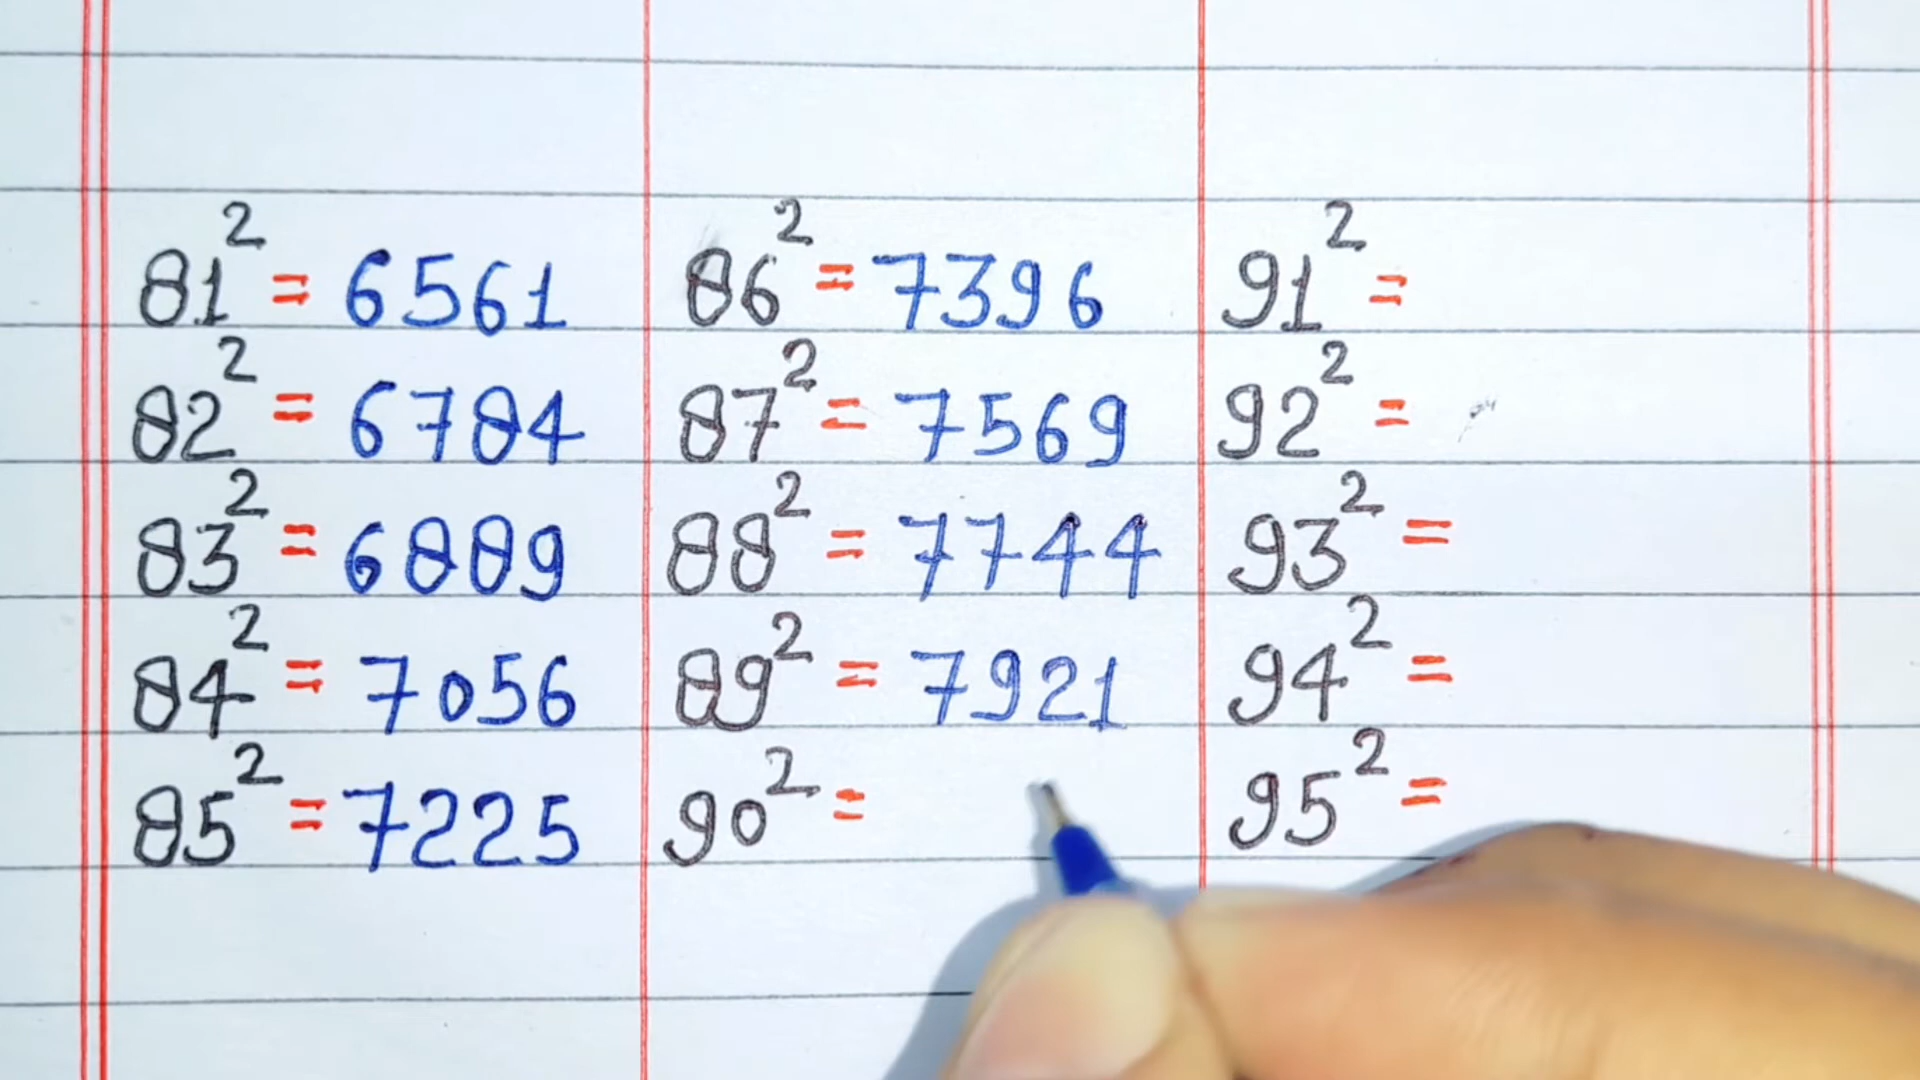 81² = 6561
82² = 6784
83² = 6889
84² = 7056
85² = 7225
86² = 7396
87² = 7569
88² = 7744
89² = 7921
90² =
91² =
92² =
93² =
94² =
95² =